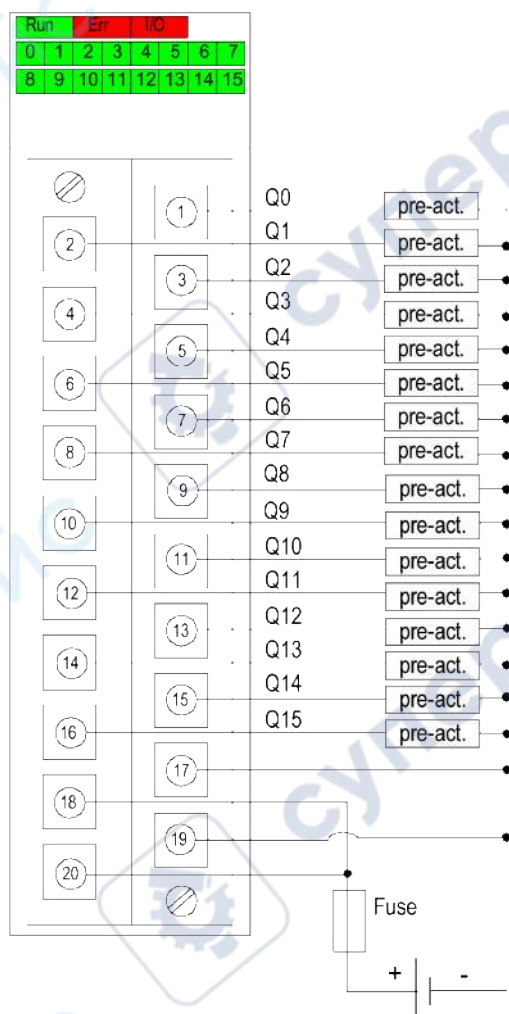 Run Err I/O
0 1 2 3 4 5 6 7
8 9 10 11 12 13 14 15
1 Q0 pre-act.
2 Q1 pre-act.
3 Q2 pre-act.
4 Q3 pre-act.
5 Q4 pre-act.
6 Q5 pre-act.
7 Q6 pre-act.
8 Q7 pre-act.
9 Q8 pre-act.
10 Q9 pre-act.
11 Q10 pre-act.
12 Q11 pre-act.
13 Q12 pre-act.
14 Q13 pre-act.
15 Q14 pre-act.
16 Q15 pre-act.
17
18
19
20
Fuse
+ -